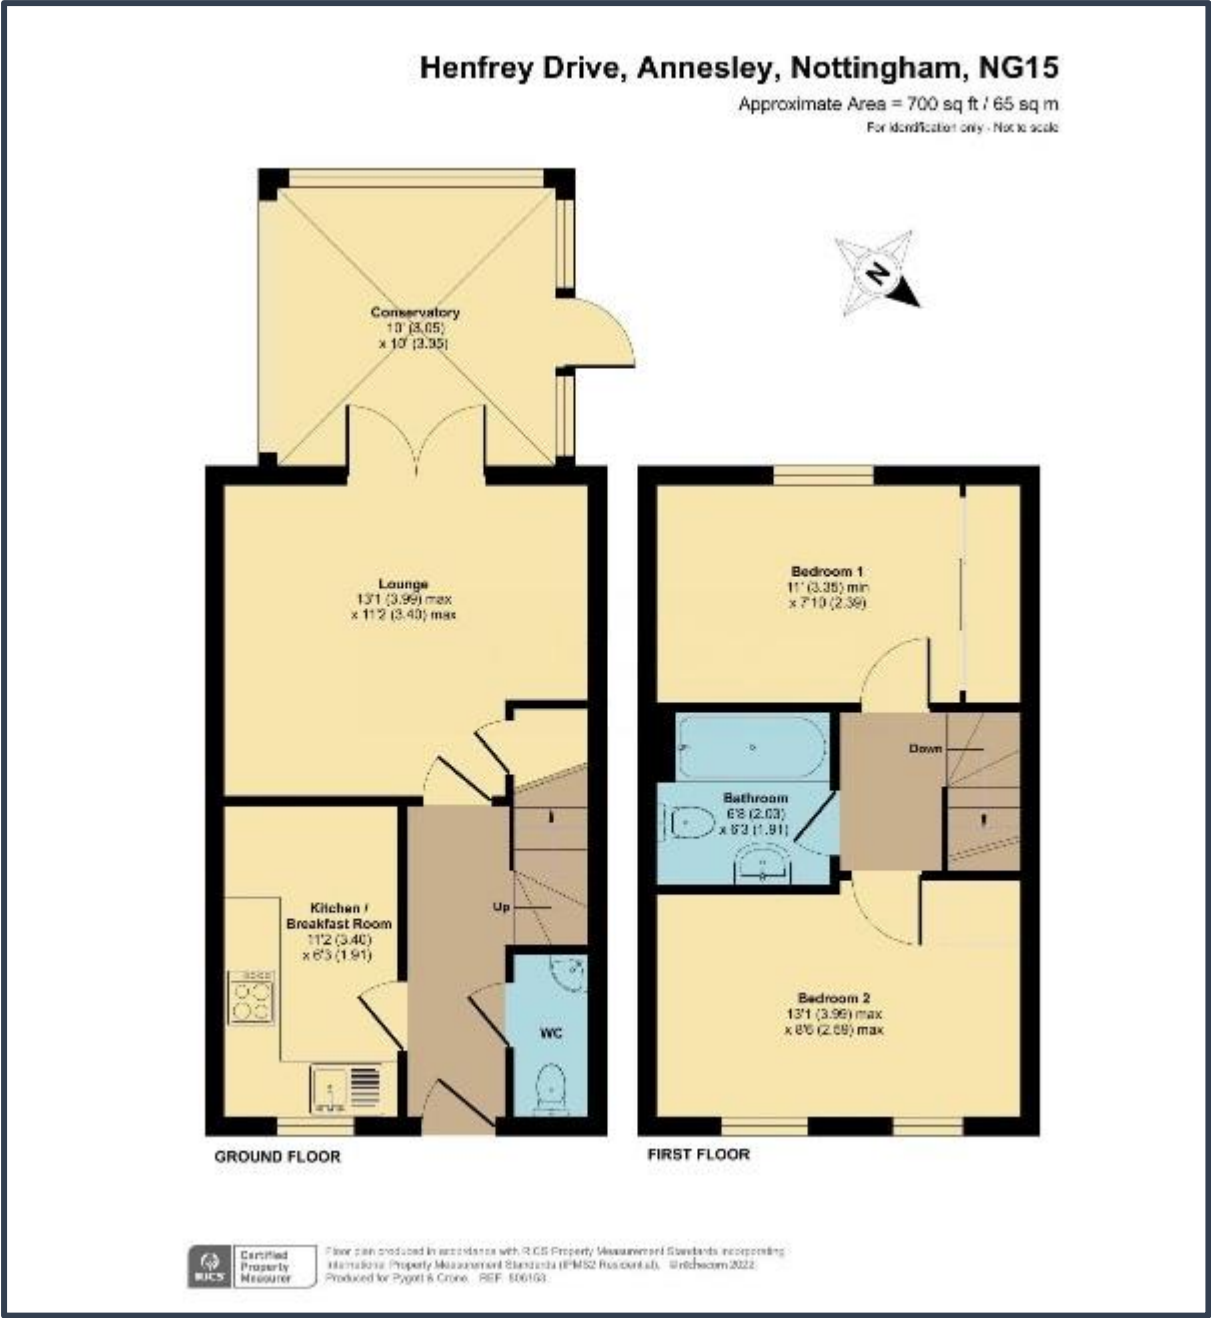 Henfrey Drive, Annesley, Nottingham, NG15
Approximate Area = 700 sq ft / 65 sq m
For identification only - Not to scale
N
Conservatory
10' (3.05)
x 10' (3.05)
Lounge
13'1 (3.99) max
x 11'2 (3.40) max
Bedroom 1
11' (3.35) min
x 7'10 (2.39)
Down
Bathroom
6'8 (2.03)
x 6'3 (1.91)
Kitchen /
Breakfast Room
11'2 (3.40)
x 6'3 (1.91)
Up
WC
Bedroom 2
13'1 (3.99) max
x 8'6 (2.59) max
GROUND FLOOR
FIRST FLOOR
RICS
Certified
Property
Measurer
Floor plan produced in accordance with RICS Property Measurement Standards incorporating
International Property Measurement Standards (IPMS2 Residential). ©nichecom 2022.
Produced for Pygott & Crone. REF: